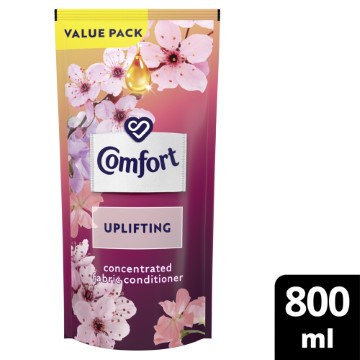 VALUE PACK
Comfort
UPLIFTING
concentrated
fabric conditioner
800
ml